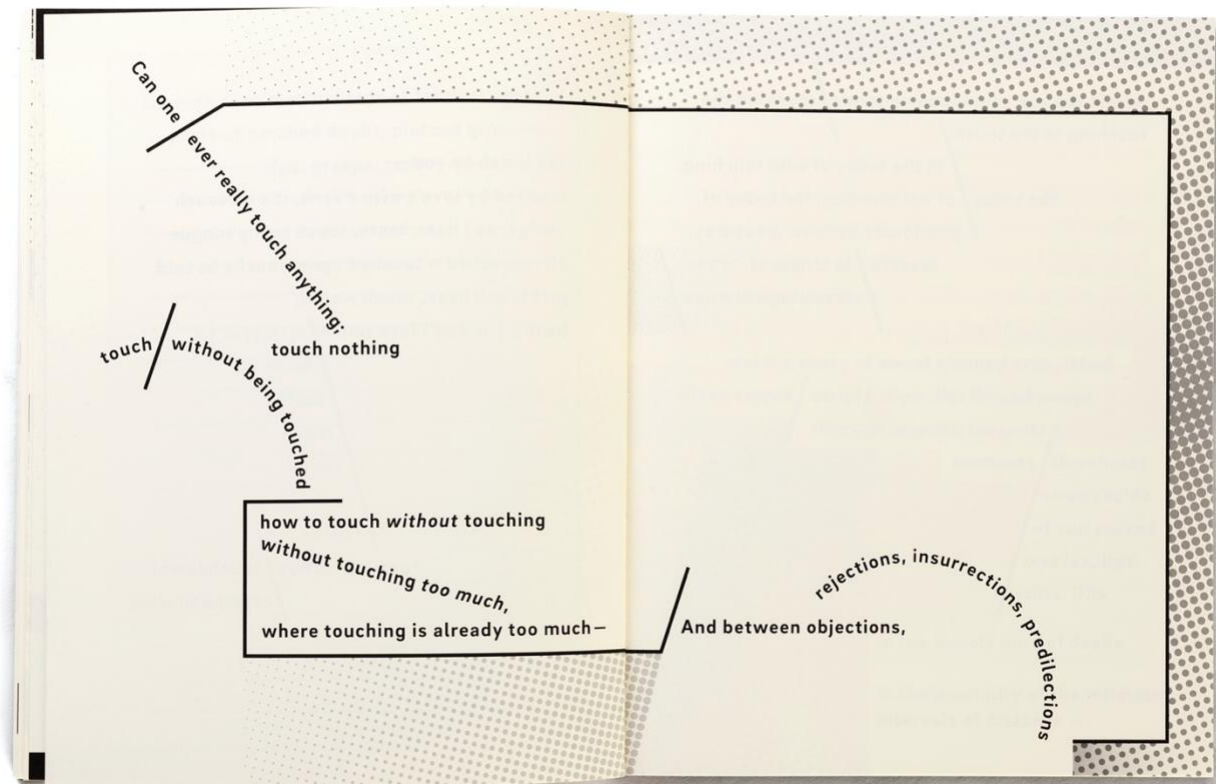 Can one ever really touch anything;
touch nothing
touch without being touched
how to touch without touching
without touching too much,
where touching is already too much—
And between objections,
rejections, insurrections, predilections